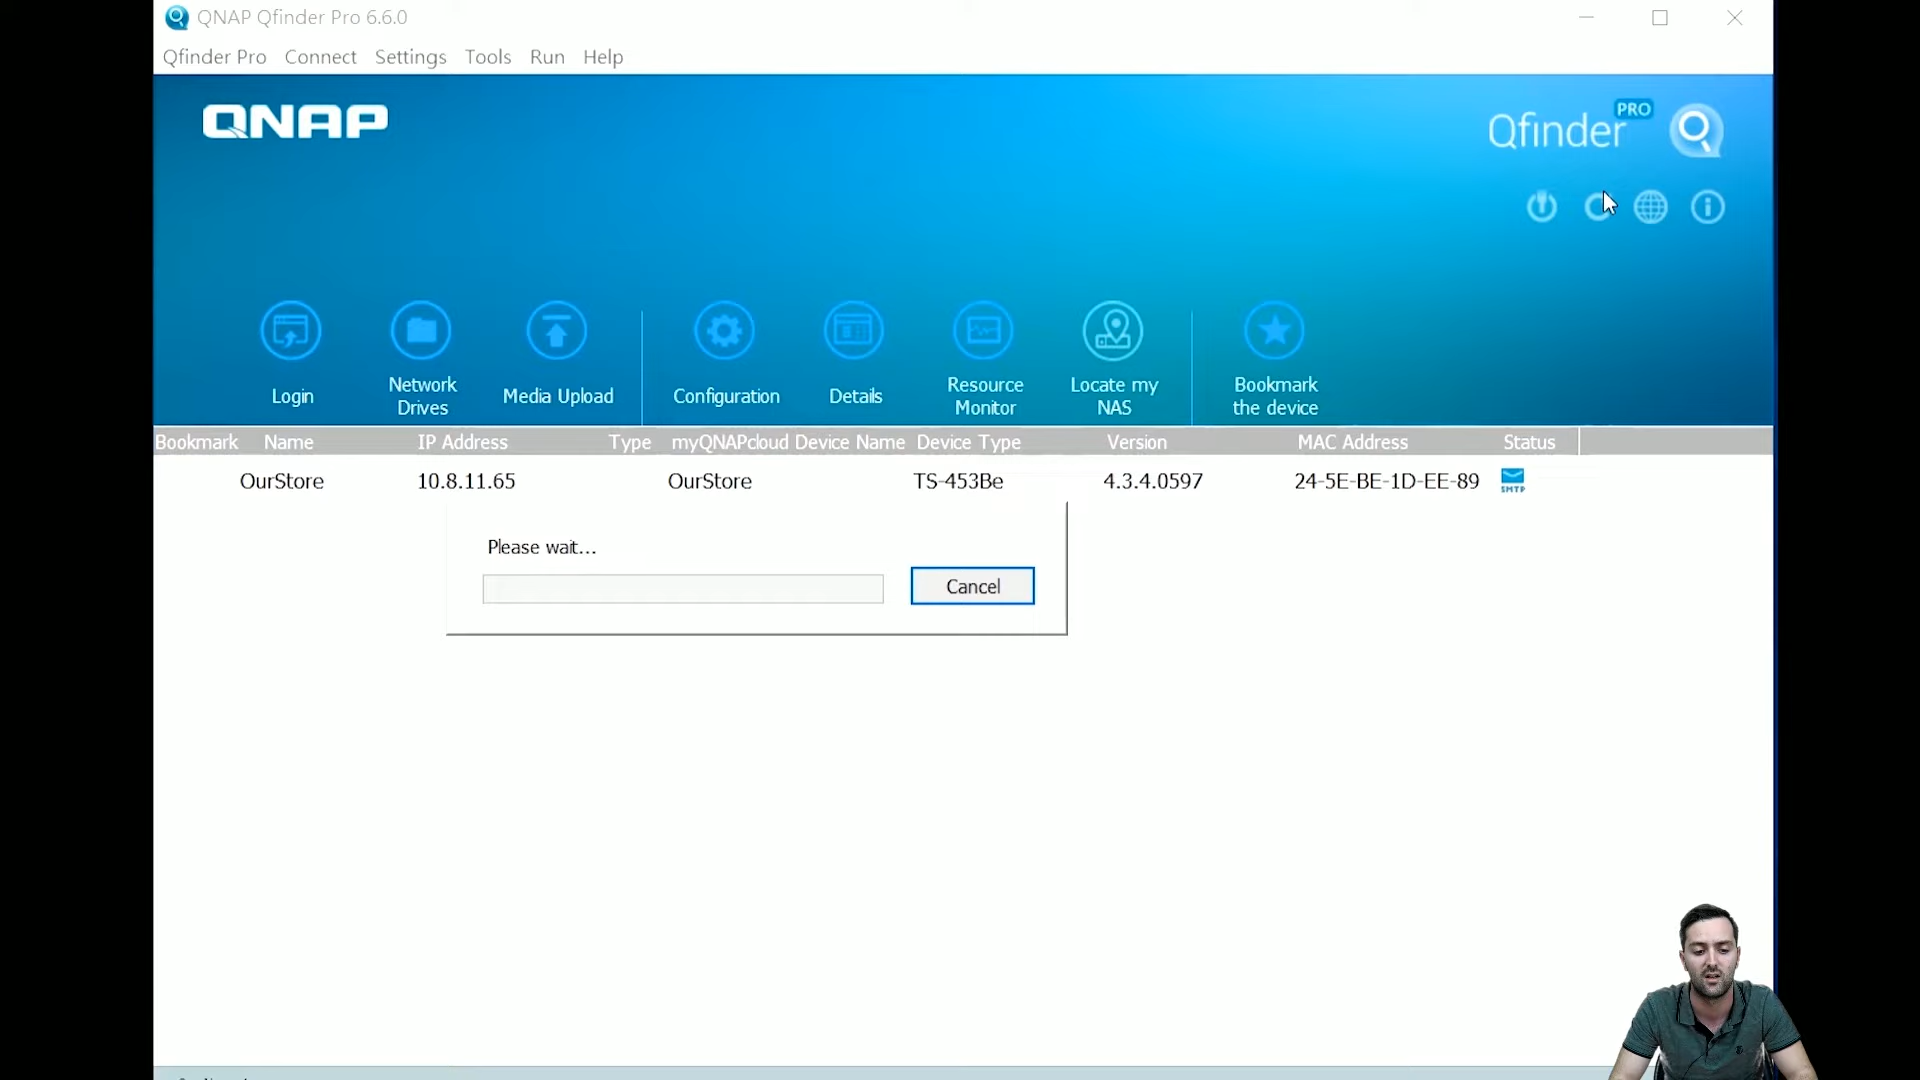 QNAP Qfinder Pro 6.6.0
Qfinder Pro Connect Settings Tools Run Help
QNAP
Qfinder PRO
Login
Network Drives
Media Upload
Configuration
Details
Resource Monitor
Locate my NAS
Bookmark the device
Bookmark Name IP Address Type myQNAPcloud Device Name Device Type Version MAC Address Status
OurStore 10.8.11.65 OurStore TS-453Be 4.3.4.0597 24-5E-BE-1D-EE-89 SMTP
Please wait...
Cancel